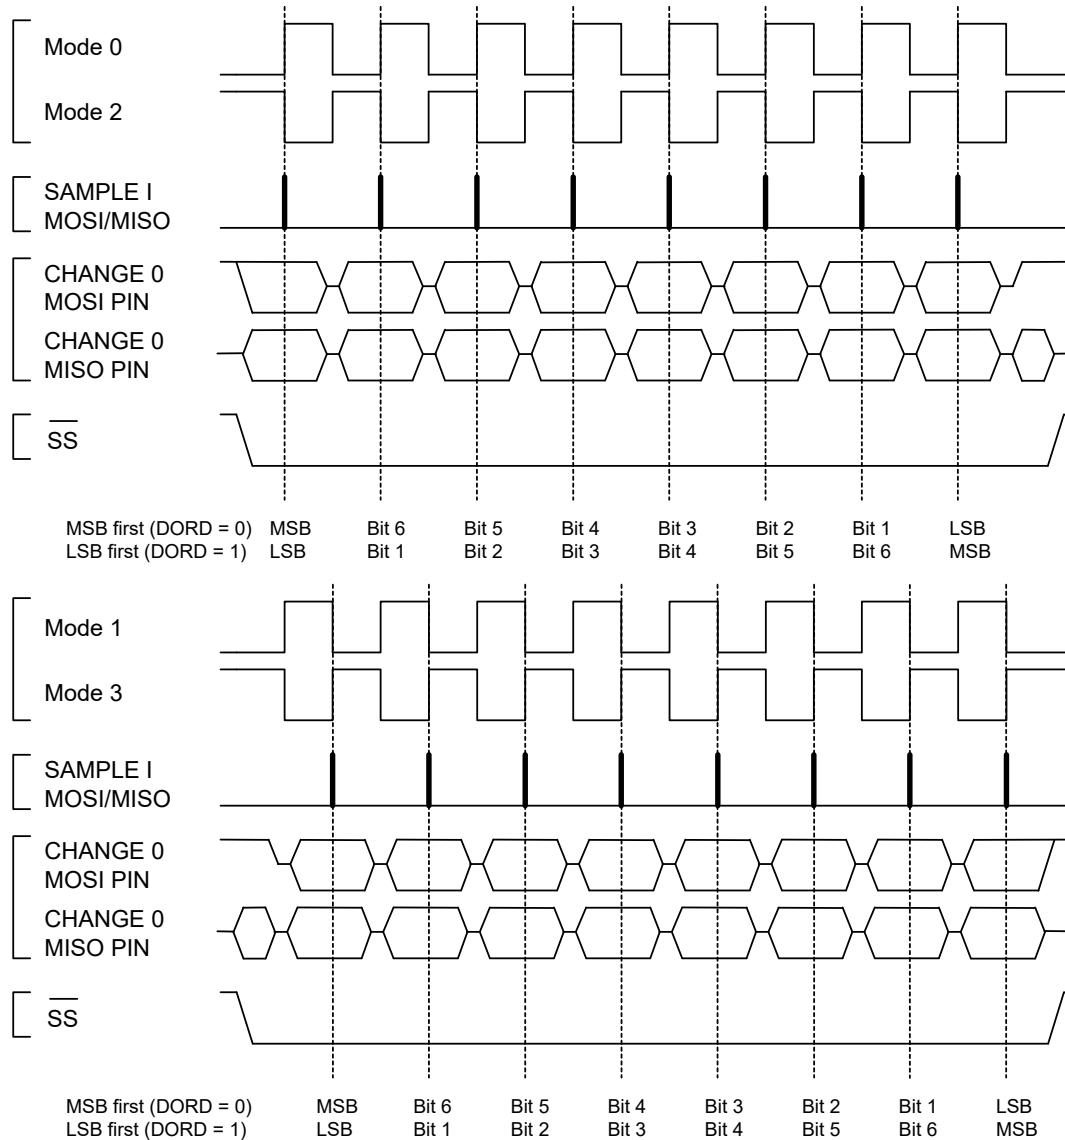 Mode 0
Mode 2
SAMPLE I
MOSI/MISO
CHANGE 0
MOSI PIN
CHANGE 0
MISO PIN
SS
MSB first (DORD = 0) MSB Bit 6 Bit 5 Bit 4 Bit 3 Bit 2 Bit 1 LSB
LSB first (DORD = 1) LSB Bit 1 Bit 2 Bit 3 Bit 4 Bit 5 Bit 6 MSB
Mode 1
Mode 3
SAMPLE I
MOSI/MISO
CHANGE 0
MOSI PIN
CHANGE 0
MISO PIN
SS
MSB first (DORD = 0) MSB Bit 6 Bit 5 Bit 4 Bit 3 Bit 2 Bit 1 LSB
LSB first (DORD = 1) LSB Bit 1 Bit 2 Bit 3 Bit 4 Bit 5 Bit 6 MSB